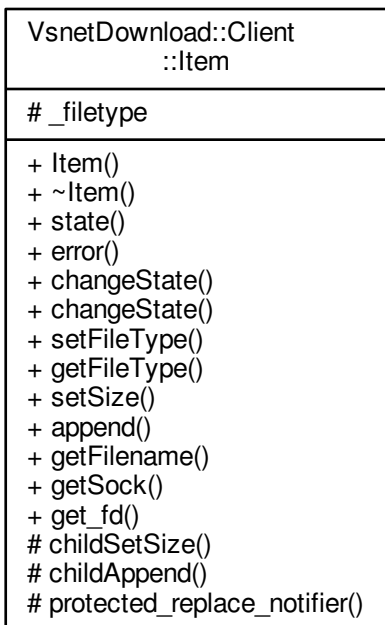 VsnetDownload::Client
::Item
# _filetype
+ Item()
+ ~Item()
+ state()
+ error()
+ changeState()
+ changeState()
+ setFileType()
+ getFileType()
+ setSize()
+ append()
+ getFilename()
+ getSock()
+ get_fd()
# childSetSize()
# childAppend()
# protected_replace_notifier()